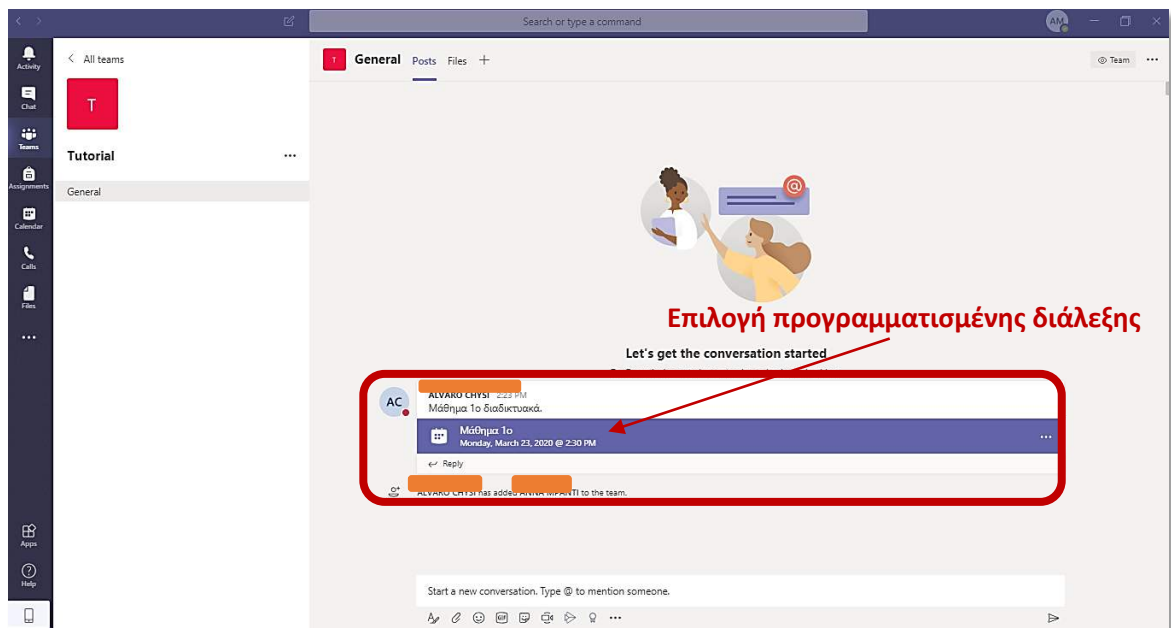 Search or type a command
AM
Activity
Chat
Teams
Assignments
Calendar
Calls
Files
Apps
Help
All teams
T
Tutorial
General
T
General Posts Files
Team
Επιλογή προγραμματισμένης διάλεξης
Let's get the conversation started
AC
2:23 PM
Μάθημα 1ο διαδικτυακά.
Μάθημα 1ο
Monday, March 23, 2020 @ 2:30 PM
Reply
has added
to the team.
Start a new conversation. Type @ to mention someone.
GIF